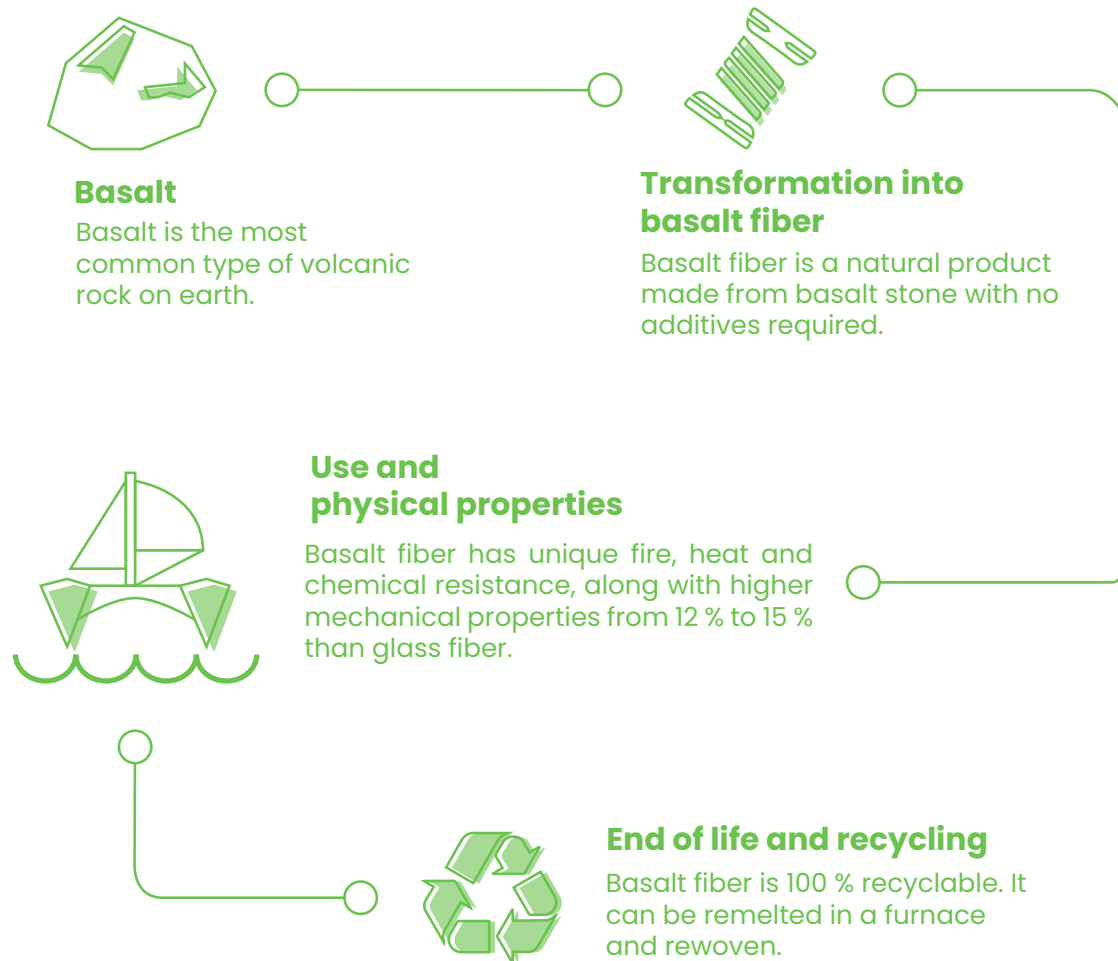 Basalt
Basalt is the most
common type of volcanic
rock on earth.
Transformation into
basalt fiber
Basalt fiber is a natural product
made from basalt stone with no
additives required.
Use and
physical properties
Basalt fiber has unique fire, heat and
chemical resistance, along with higher
mechanical properties from 12 % to 15 %
than glass fiber.
End of life and recycling
Basalt fiber is 100 % recyclable. It
can be remelted in a furnace
and rewoven.